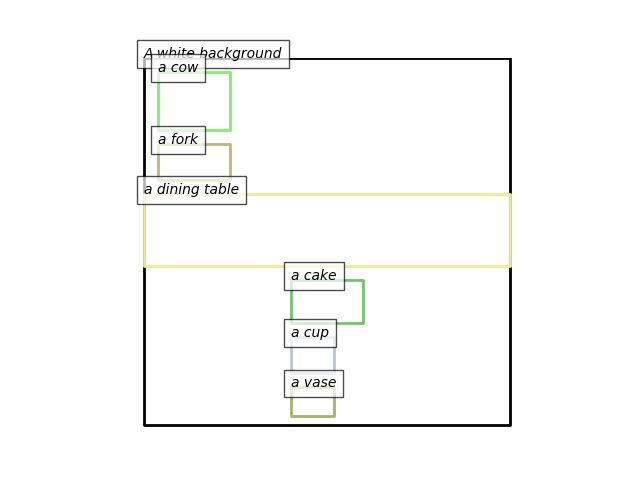 A white background
a cow
a fork
a dining table
a cake
a cup
a vase